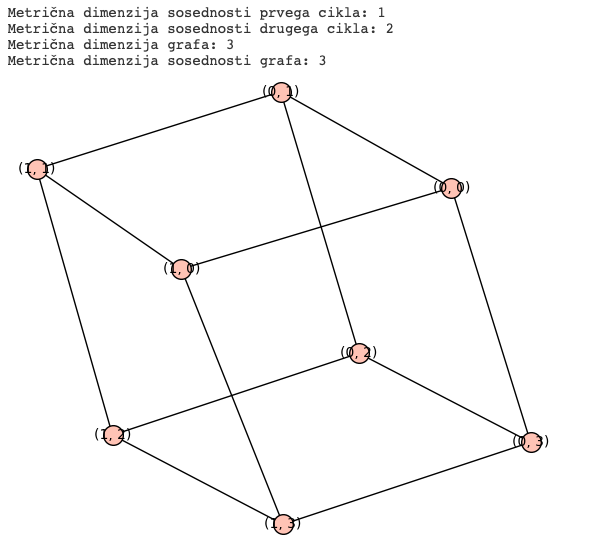 Metrična dimenzija sosednosti prvega cikla: 1
Metrična dimenzija sosednosti drugega cikla: 2
Metrična dimenzija grafa: 3
Metrična dimenzija sosednosti grafa: 3
(0, 1)
(1, 1)
(0, 0)
(1, 0)
(0, 2)
(1, 2)
(0, 3)
(1, 3)